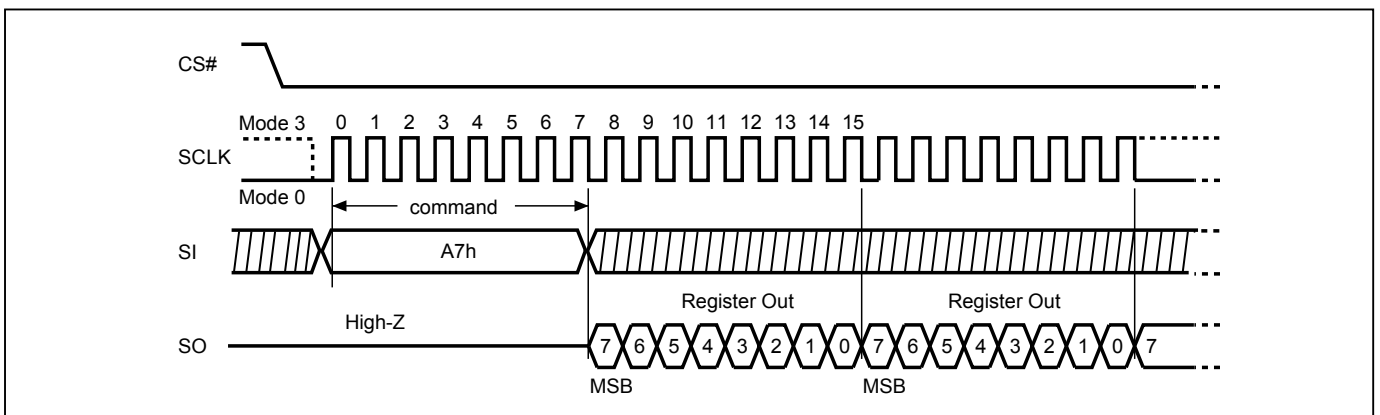 CS#
Mode 3 0 1 2 3 4 5 6 7 8 9 10 11 12 13 14 15
SCLK
Mode 0
command
SI A7h
Register Out Register Out
High-Z
SO 7 6 5 4 3 2 1 0 7 6 5 4 3 2 1 0 7
MSB MSB